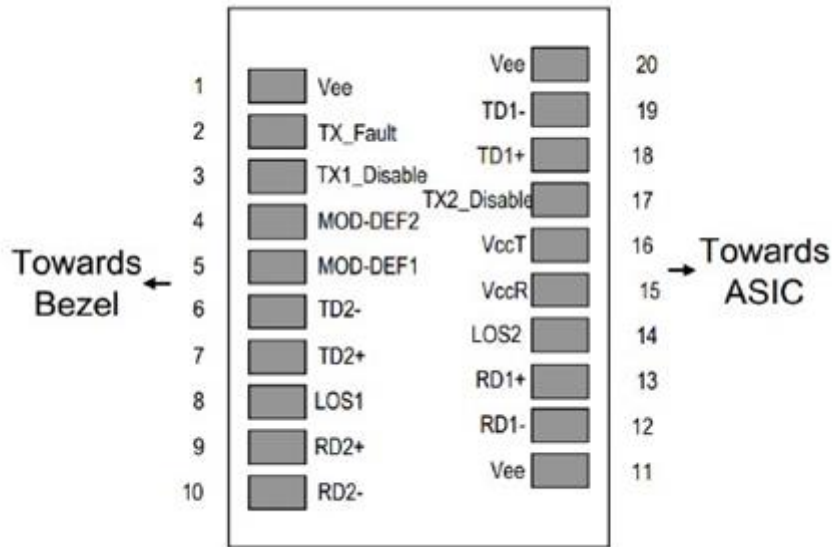 1 Vee
2 TX_Fault
3 TX1_Disable
4 MOD-DEF2
5 MOD-DEF1
6 TD2-
7 TD2+
8 LOS1
9 RD2+
10 RD2-
Vee 20
TD1- 19
TD1+ 18
TX2_Disable 17
VccT 16
VccR 15
LOS2 14
RD1+ 13
RD1- 12
Vee 11
Towards
Bezel
Towards
ASIC